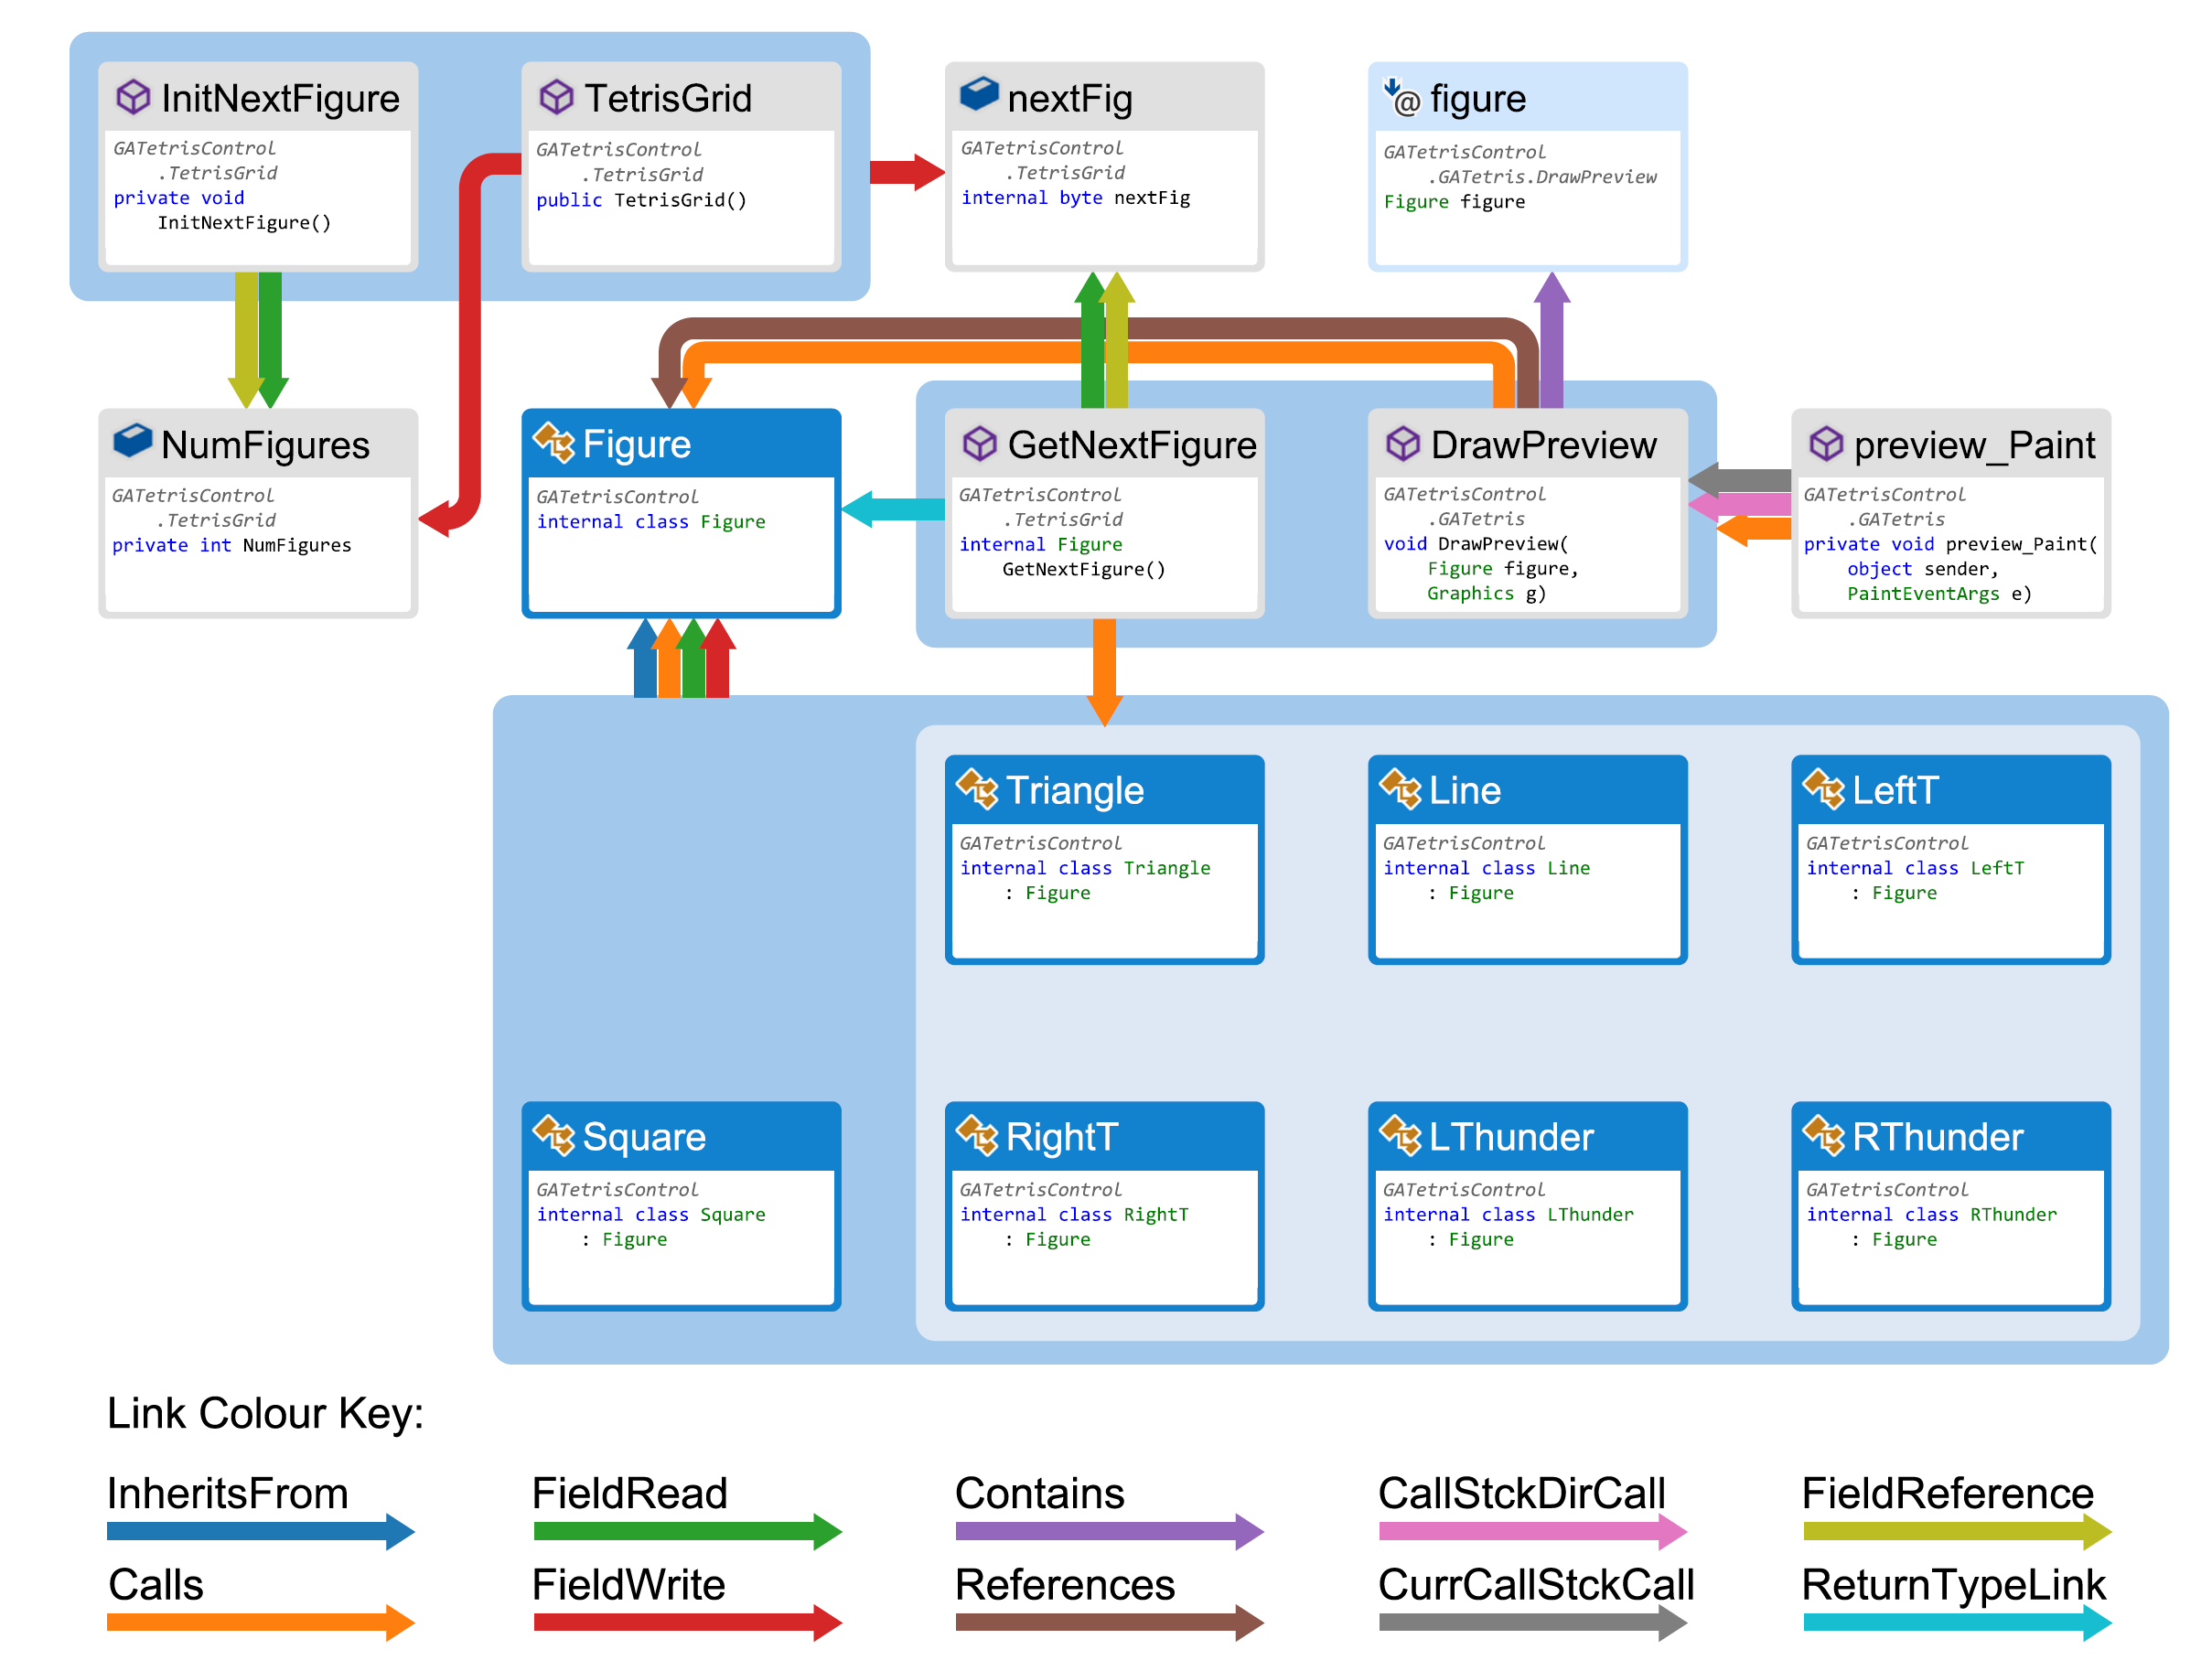 InitNextFigure
GATetrisControl
.TetrisGrid
private void
InitNextFigure()
TetrisGrid
GATetrisControl
.TetrisGrid
public TetrisGrid()
nextFig
GATetrisControl
.TetrisGrid
internal byte nextFig
@ figure
GATetrisControl
.GATetris.DrawPreview
Figure figure
NumFigures
GATetrisControl
.TetrisGrid
private int NumFigures
Figure
GATetrisControl
internal class Figure
GetNextFigure
GATetrisControl
.TetrisGrid
internal Figure
GetNextFigure()
DrawPreview
GATetrisControl
.GATetris
void DrawPreview(
Figure figure,
Graphics g)
preview_Paint
GATetrisControl
.GATetris
private void preview_Paint(
object sender,
PaintEventArgs e)
Triangle
GATetrisControl
internal class Triangle
: Figure
Line
GATetrisControl
internal class Line
: Figure
LeftT
GATetrisControl
internal class LeftT
: Figure
Square
GATetrisControl
internal class Square
: Figure
RightT
GATetrisControl
internal class RightT
: Figure
LThunder
GATetrisControl
internal class LThunder
: Figure
RThunder
GATetrisControl
internal class RThunder
: Figure
Link Colour Key:
InheritsFrom
FieldRead
Contains
CallStckDirCall
FieldReference
Calls
FieldWrite
References
CurrCallStckCall
ReturnTypeLink